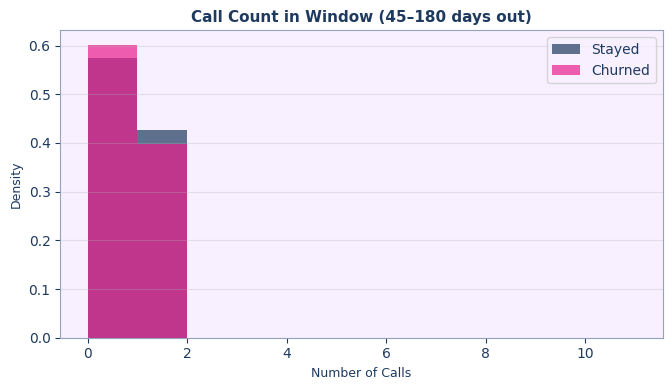 Call Count in Window (45–180 days out)
Stayed
Churned
0.6
0.5
0.4
0.3
0.2
0.1
0.0
Density
0 2 4 6 8 10
Number of Calls